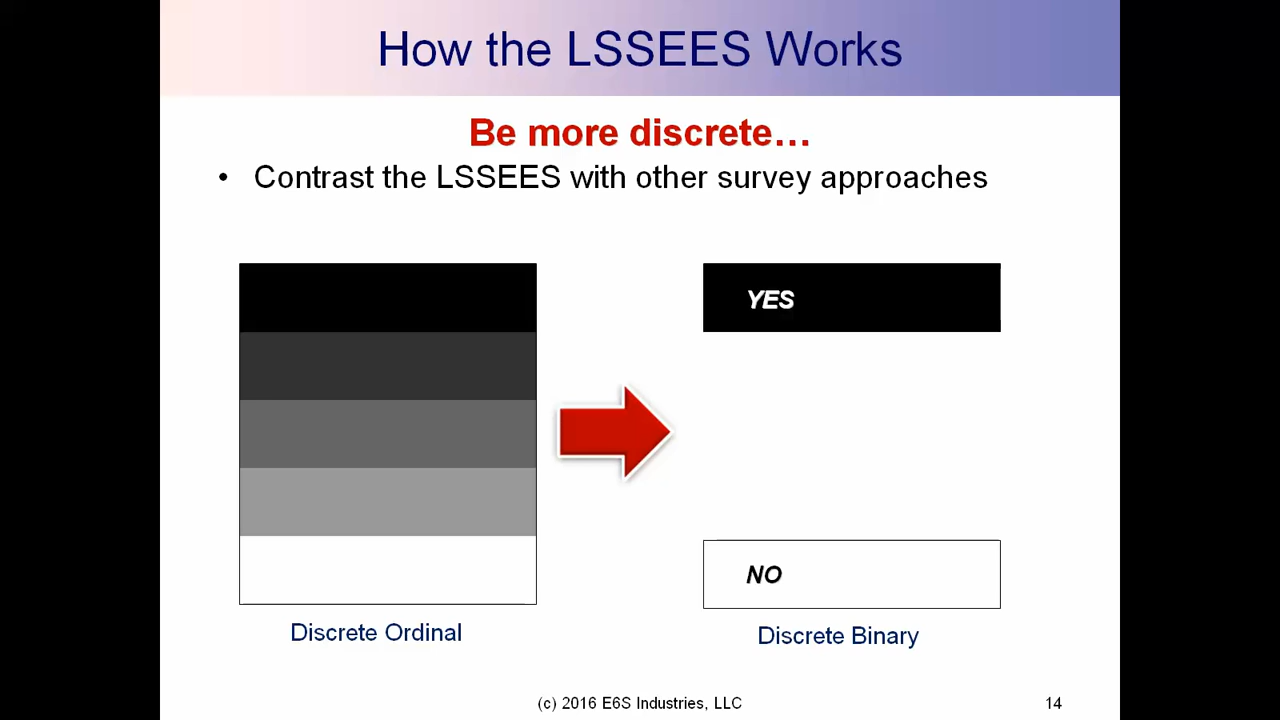 How the LSSEES Works
Be more discrete…
• Contrast the LSSEES with other survey approaches
YES
NO
Discrete Ordinal
Discrete Binary
(c) 2016 E6S Industries, LLC
14